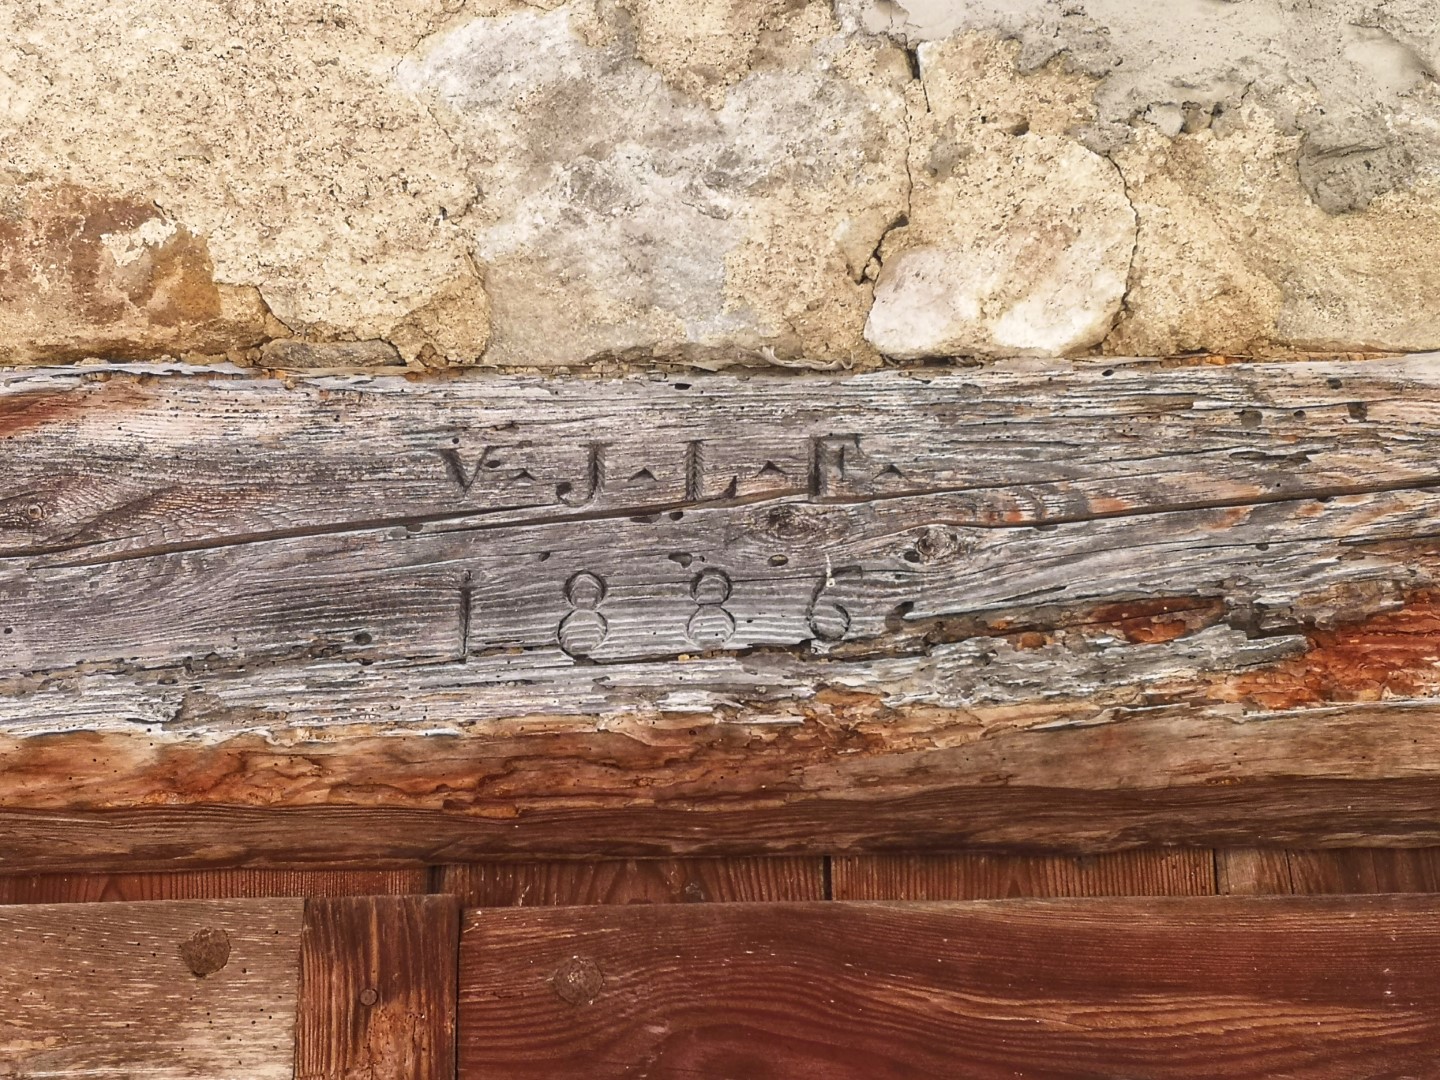 V ‸ J ‸ L ‸ F ‸
1886